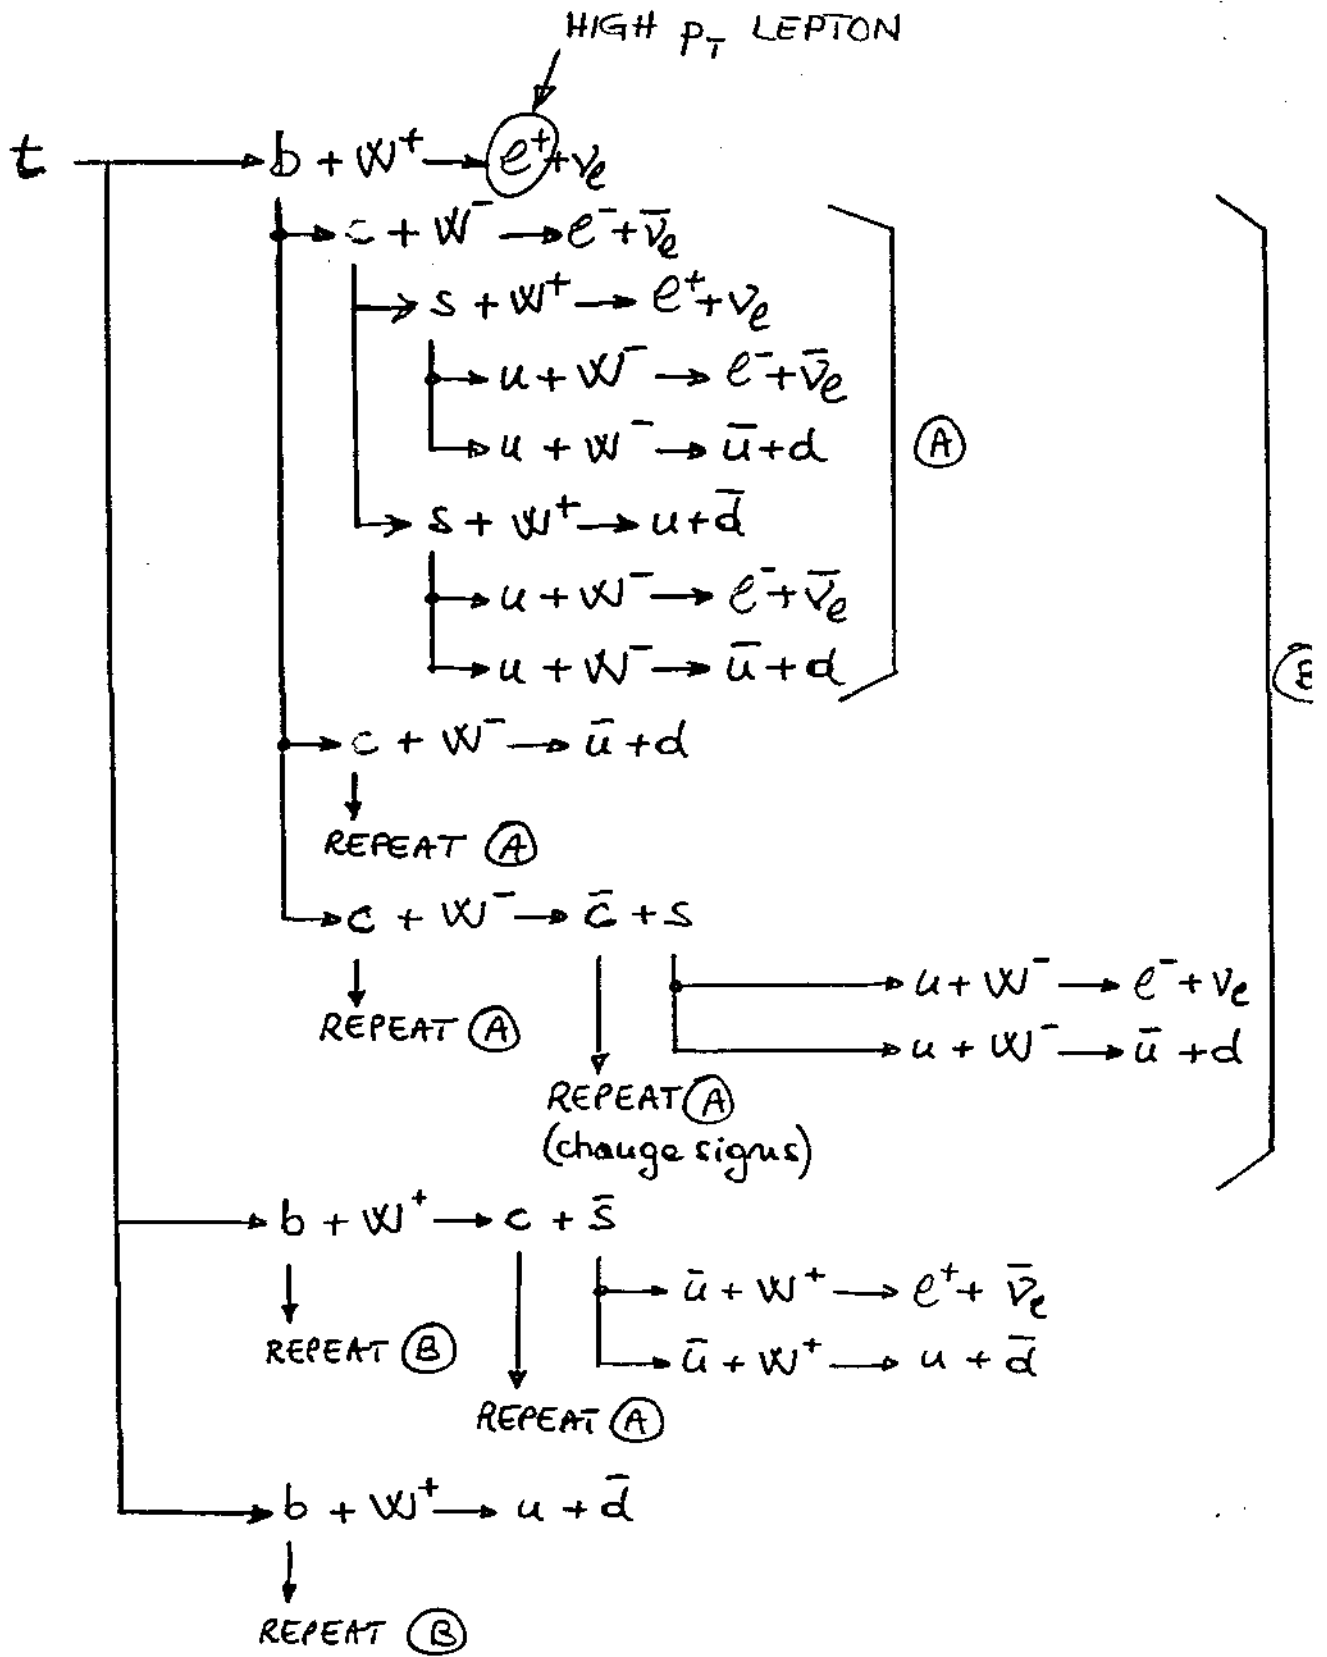 HIGH p_T LEPTON
t → b + W⁺ → e⁺ + ν_e
c + W⁻ → e⁻ + ν̄_e
s + W⁺ → e⁺ + ν_e
u + W⁻ → e⁻ + ν̄_e
u + W⁻ → ū + d
Ⓐ
s + W⁺ → u + d̄
u + W⁻ → e⁻ + ν̄_e
u + W⁻ → ū + d
c + W⁻ → ū + d
REPEAT Ⓐ
c + W⁻ → c̄ + s
u + W⁻ → e⁻ + ν_e
REPEAT Ⓐ
u + W⁻ → ū + d
REPEAT Ⓐ
(change signs)
b + W⁺ → c + s̄
ū + W⁺ → e⁺ + ν̄_e
REPEAT Ⓑ
ū + W⁺ → u + d̄
REPEAT Ⓐ
b + W⁺ → u + d̄
REPEAT Ⓑ